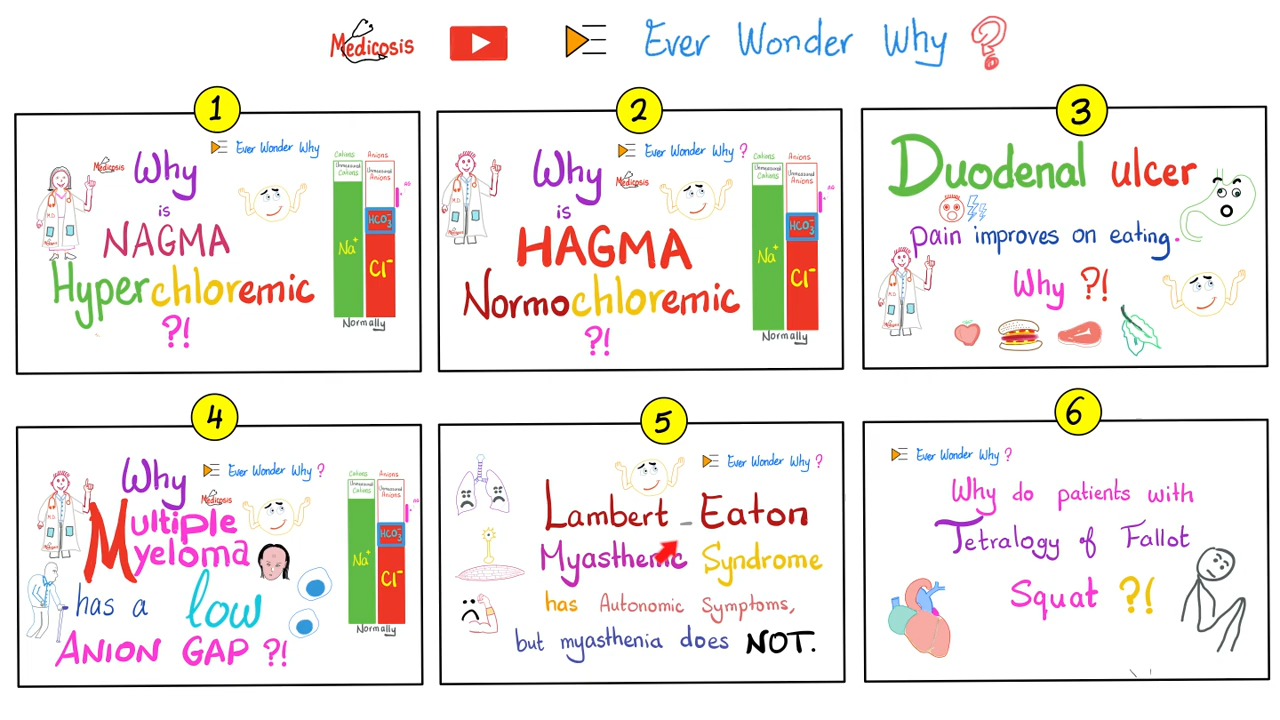 Medicosis
Ever Wonder Why ?
1
Medicosis
Why
Ever Wonder Why
is
NAGMA
Hyperchloremic
?!
M.D.
Cations
Anions
Unmeasured Cations
Unmeasured Anions
AG
HCO3-
Na+
Cl-
Normally
2
Why
Ever Wonder Why ?
Medicosis
is
HAGMA
Normochloremic
?!
M.D.
Cations
Anions
Unmeasured Cations
Unmeasured Anions
AG
HCO3-
Na+
Cl-
Normally
3
Duodenal ulcer
Pain improves on eating.
Why ?!
M.D.
4
Why
Ever Wonder Why ?
Medicosis
Multiple
Myeloma
has a low
ANION GAP ?!
M.D.
Cations
Anions
Unmeasured Cations
Unmeasured Anions
AG
HCO3-
Na+
Cl-
Normally
5
Ever Wonder Why ?
Lambert-Eaton
Myasthenic Syndrome
has Autonomic Symptoms,
but myasthenia does NOT.
6
Ever Wonder Why ?
Why do patients with
Tetralogy of Fallot
Squat ?!